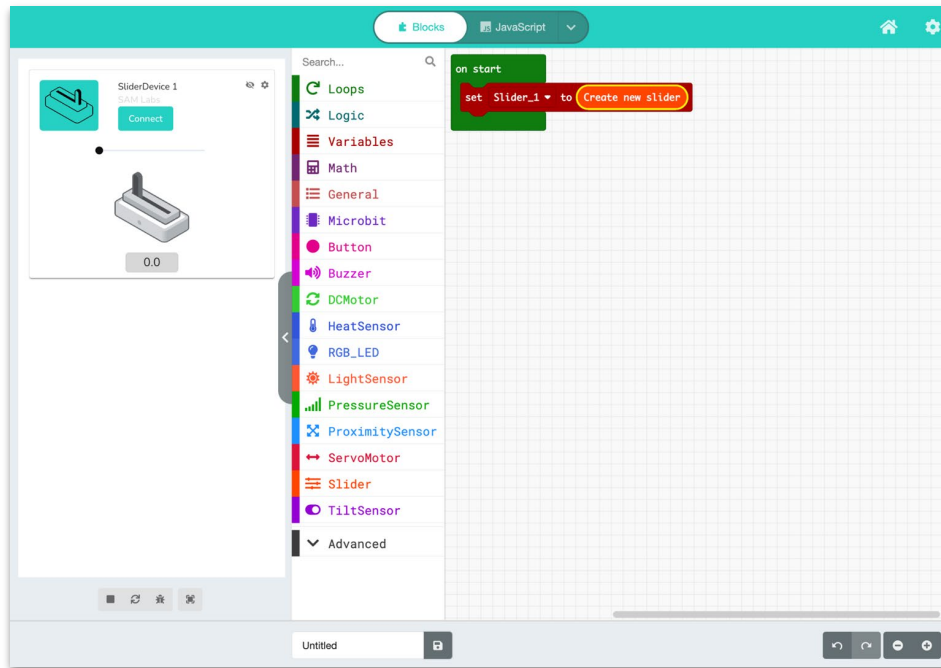 Blocks
JavaScript
SliderDevice 1
SAM Labs
Connect
0.0
Search...
Loops
Logic
Variables
Math
General
Microbit
Button
Buzzer
DCMotor
HeatSensor
RGB_LED
LightSensor
PressureSensor
ProximitySensor
ServoMotor
Slider
TiltSensor
Advanced
on start
set Slider_1 to Create new slider
Untitled